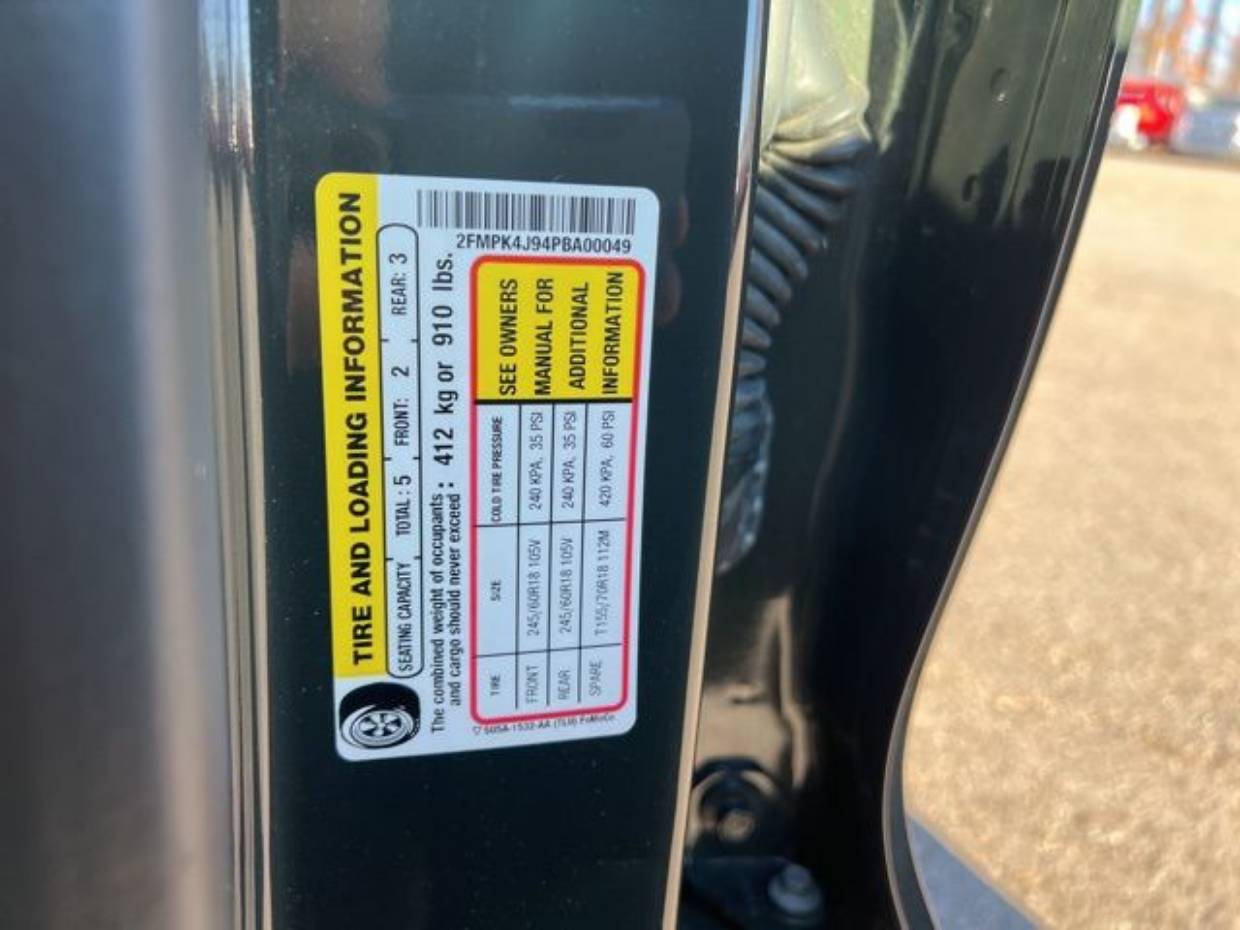 TIRE AND LOADING INFORMATION
SEATING CAPACITY TOTAL: 5 FRONT: 2 REAR: 3
The combined weight of occupants
and cargo should never exceed : 412 kg or 910 lbs.
2FMPK4J94PBA00049
TIRE SIZE COLD TIRE PRESSURE
FRONT 245/60R18 105V 240 KPA, 35 PSI
REAR 245/60R18 105V 240 KPA, 35 PSI
SPARE T155/70R18 112M 420 KPA, 60 PSI
SEE OWNERS
MANUAL FOR
ADDITIONAL
INFORMATION